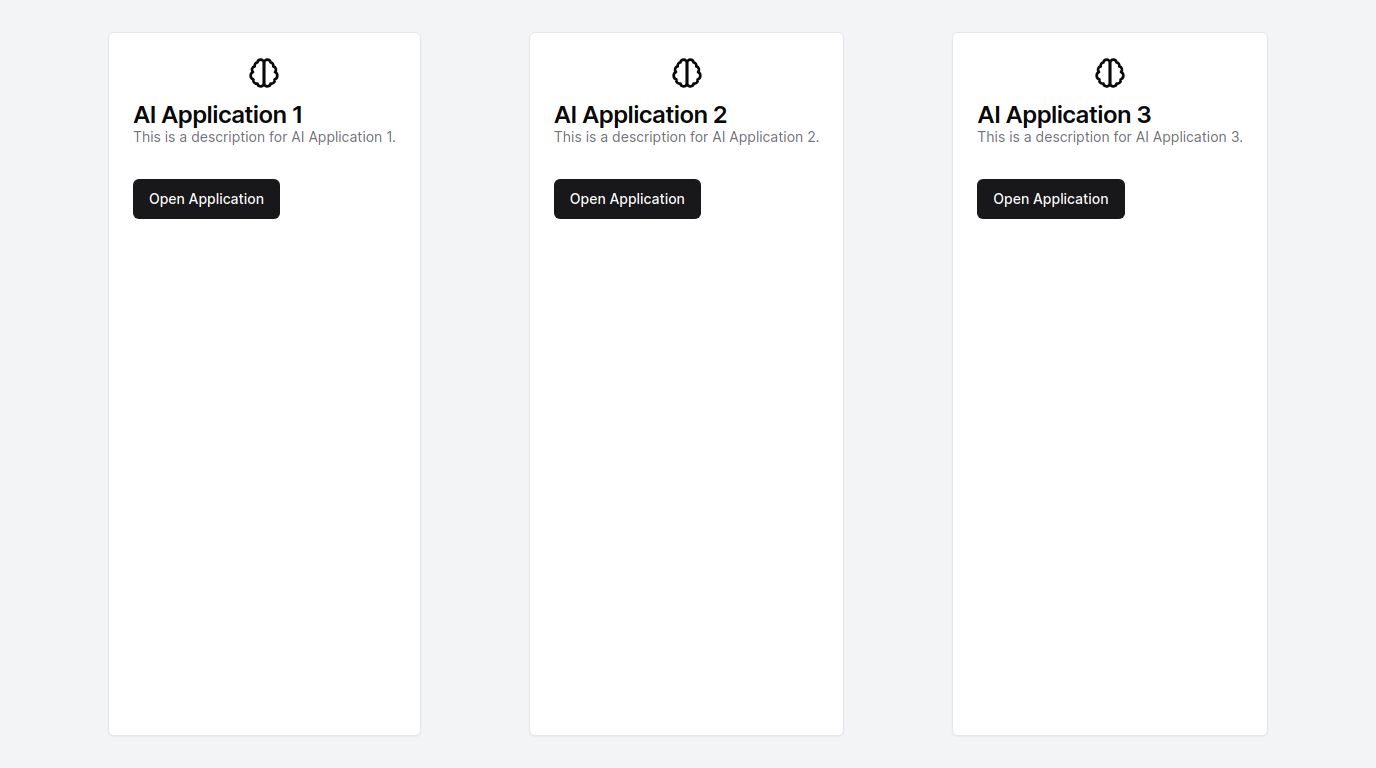 AI Application 1
This is a description for AI Application 1.
Open Application
AI Application 2
This is a description for AI Application 2.
Open Application
AI Application 3
This is a description for AI Application 3.
Open Application